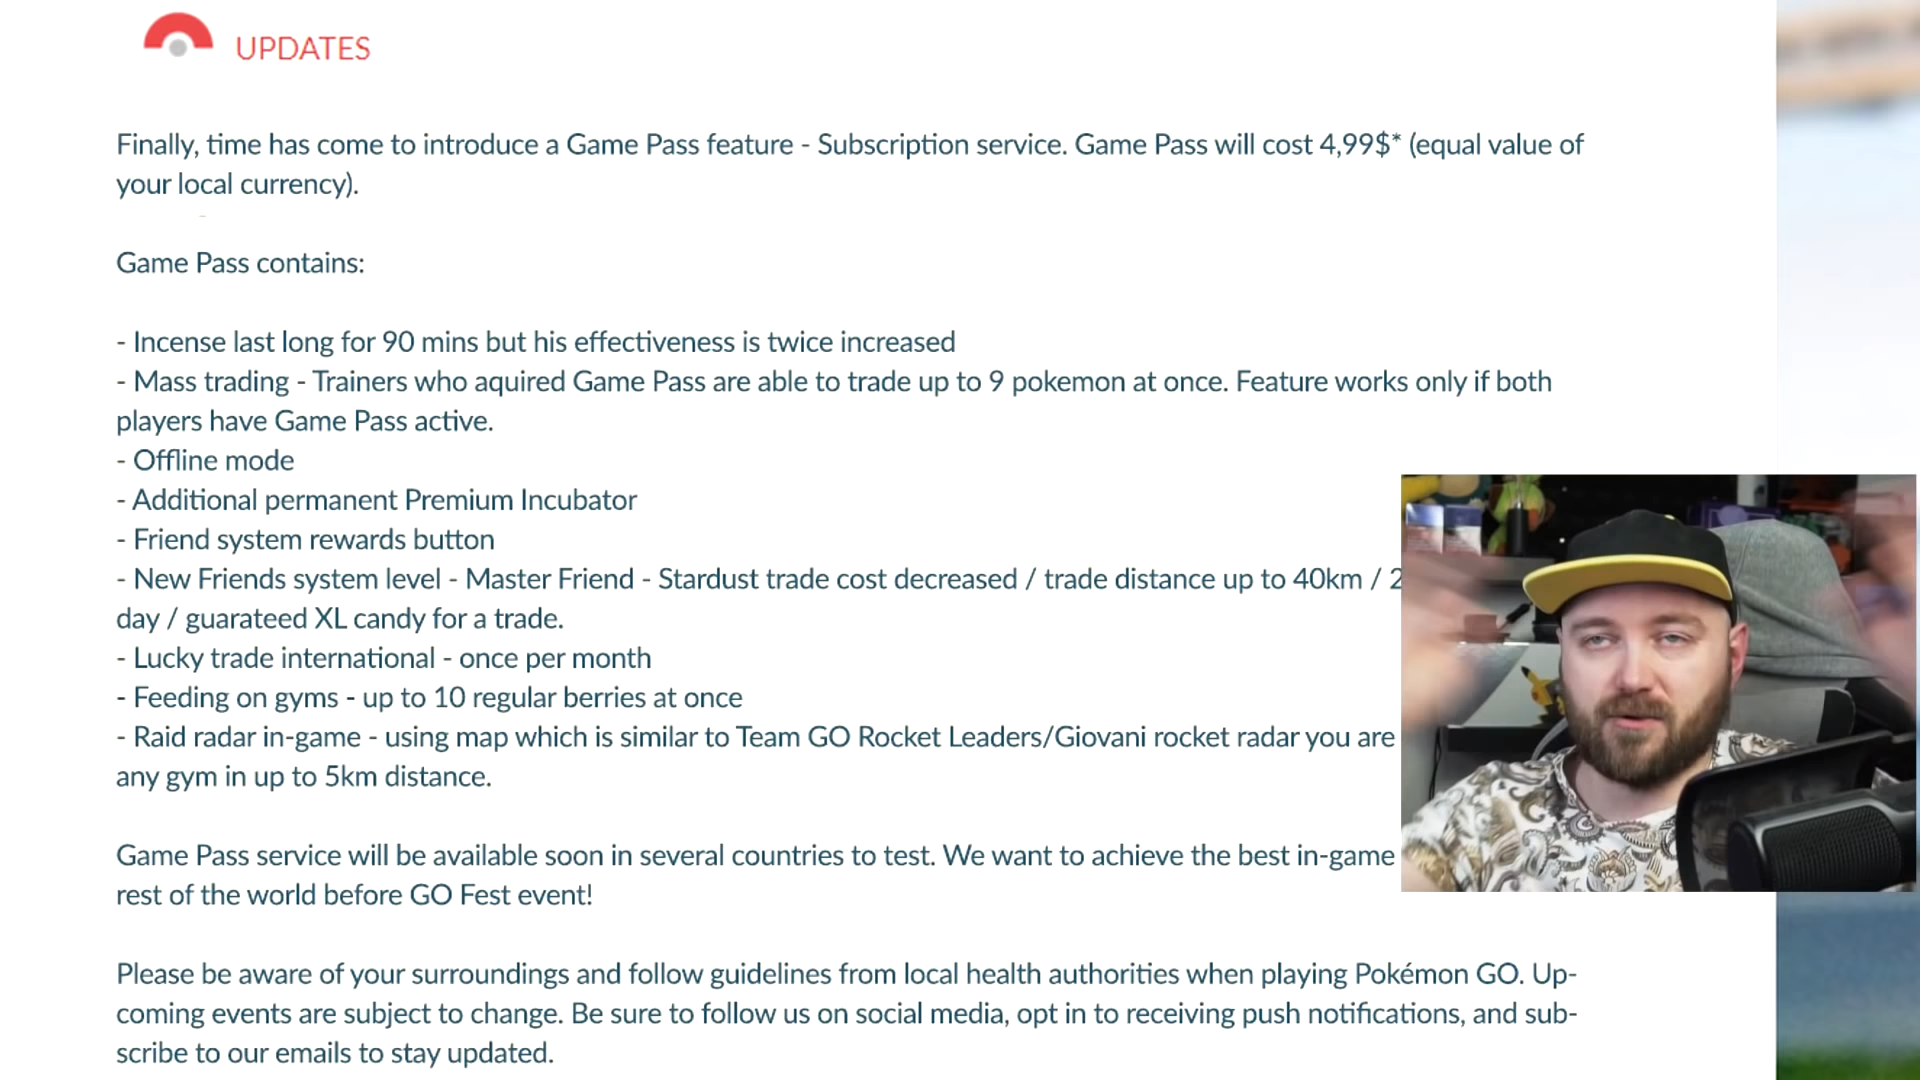 UPDATES
Finally, time has come to introduce a Game Pass feature - Subscription service. Game Pass will cost 4,99$* (equal value of
your local currency).
Game Pass contains:
- Incense last long for 90 mins but his effectiveness is twice increased
- Mass trading - Trainers who aquired Game Pass are able to trade up to 9 pokemon at once. Feature works only if both
players have Game Pass active.
- Offline mode
- Additional permanent Premium Incubator
- Friend system rewards button
- New Friends system level - Master Friend - Stardust trade cost decreased / trade distance up to 40km / 2
day / guarateed XL candy for a trade.
- Lucky trade international - once per month
- Feeding on gyms - up to 10 regular berries at once
- Raid radar in-game - using map which is similar to Team GO Rocket Leaders/Giovani rocket radar you are
any gym in up to 5km distance.
Game Pass service will be available soon in several countries to test. We want to achieve the best in-game
rest of the world before GO Fest event!
Please be aware of your surroundings and follow guidelines from local health authorities when playing Pokémon GO. Up-
coming events are subject to change. Be sure to follow us on social media, opt in to receiving push notifications, and sub-
scribe to our emails to stay updated.